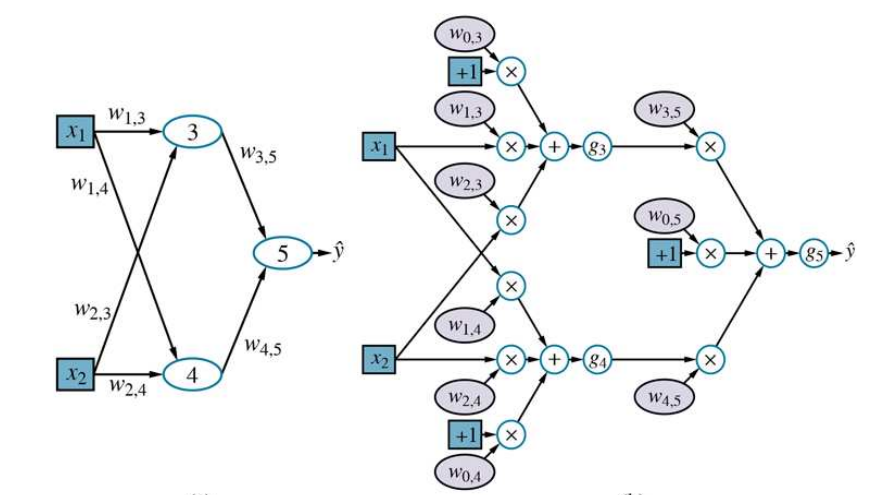 x₁
w₁,₃
3
w₁,₄
w₃,₅
5
ŷ
w₂,₃
w₄,₅
x₂
w₂,₄
4
w₀,₃
+1
×
w₁,₃
x₁
×
+
g₃
w₃,₅
×
w₂,₃
×
w₀,₅
+1
×
+
g₅
ŷ
×
w₁,₄
x₂
×
+
g₄
×
w₂,₄
w₄,₅
+1
×
w₀,₄